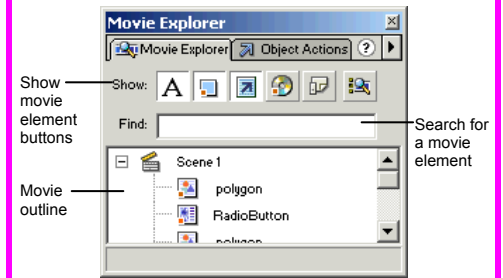 Movie Explorer
Movie Explorer Object Actions ?
Show movie element buttons
Show: A
Find:
Search for a movie element
Movie outline
Scene 1
polygon
RadioButton
polygon